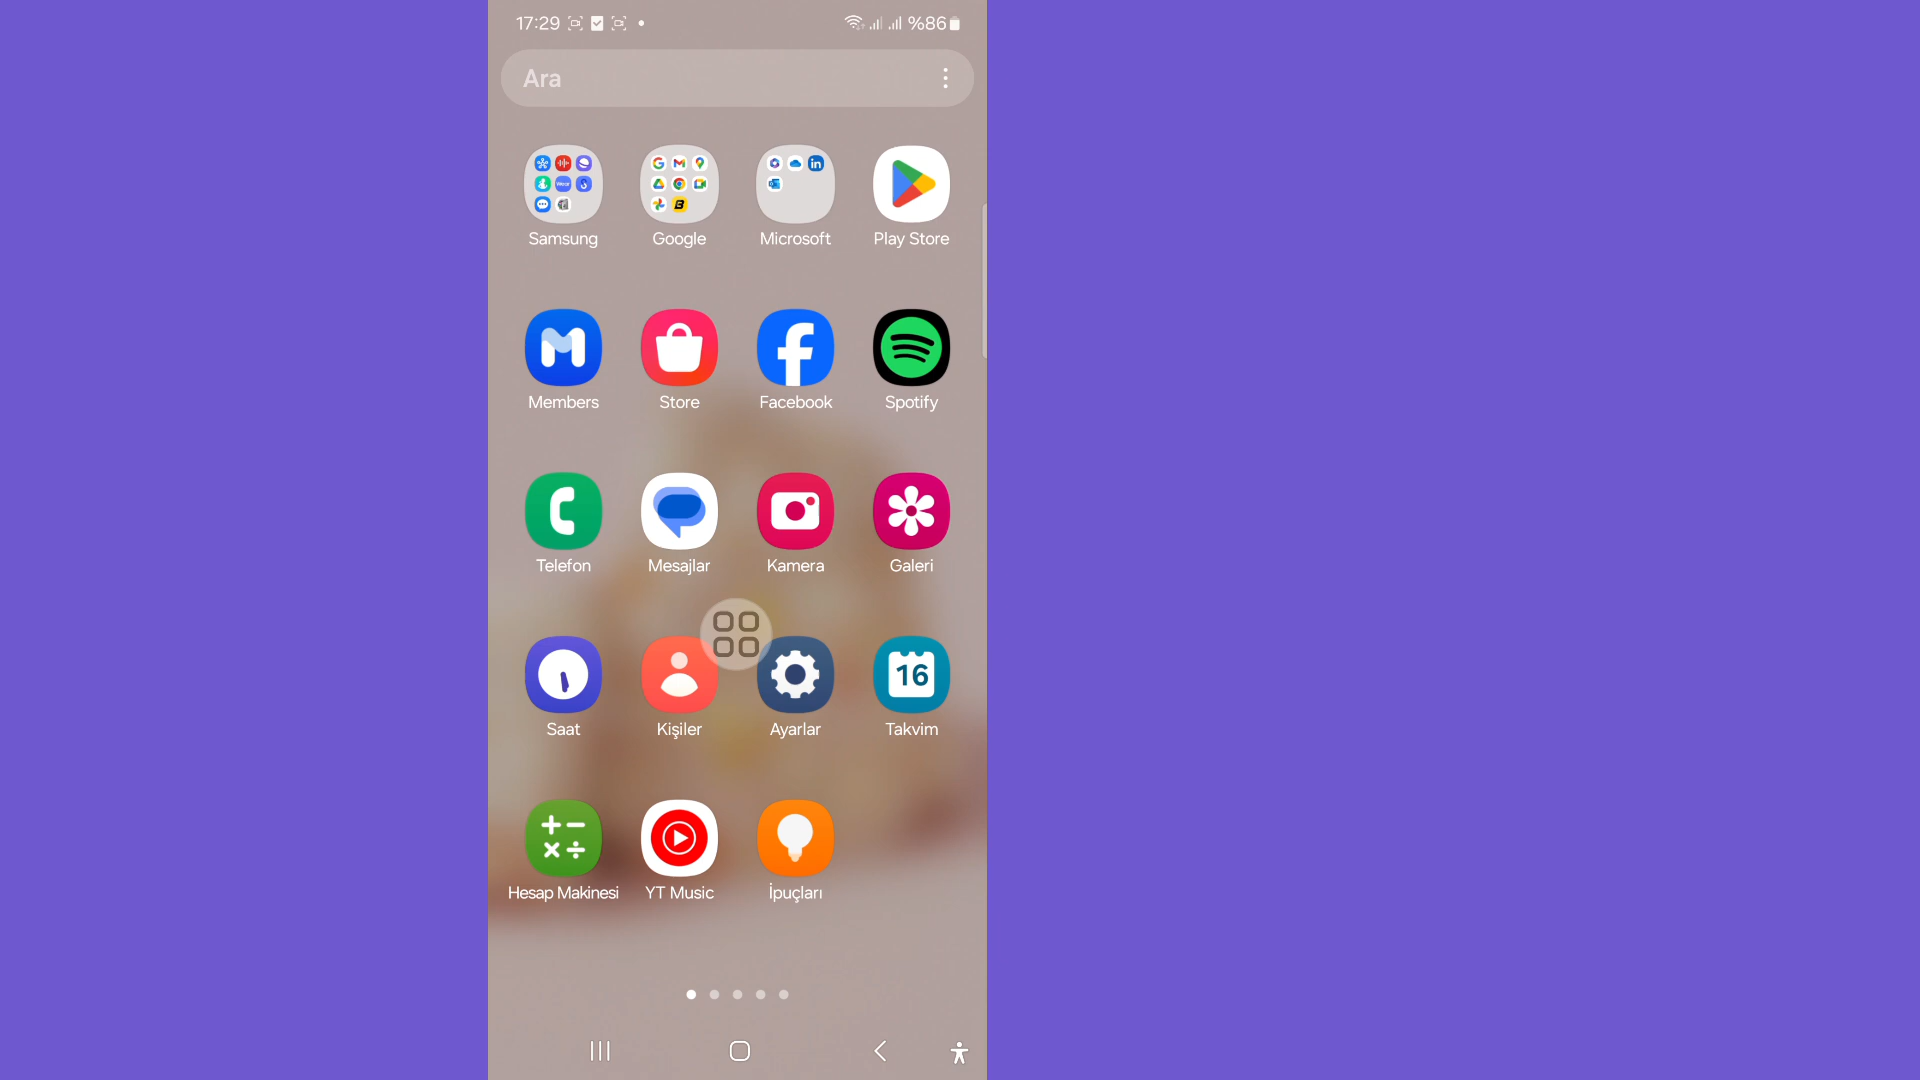 17:29 %86
Ara
Samsung Google Microsoft Play Store
Members Store Facebook Spotify
Telefon Mesajlar Kamera Galeri
16
Saat Kişiler Ayarlar Takvim
Hesap Makinesi YT Music İpuçları